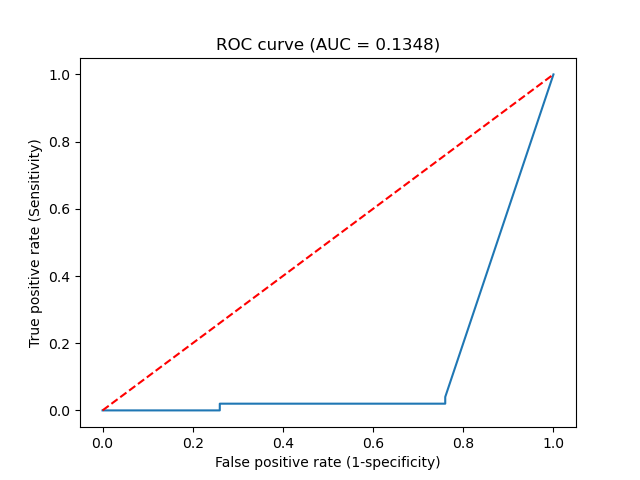 ROC curve (AUC = 0.1348)
True positive rate (Sensitivity)
1.0
0.8
0.6
0.4
0.2
0.0
0.0 0.2 0.4 0.6 0.8 1.0
False positive rate (1-specificity)